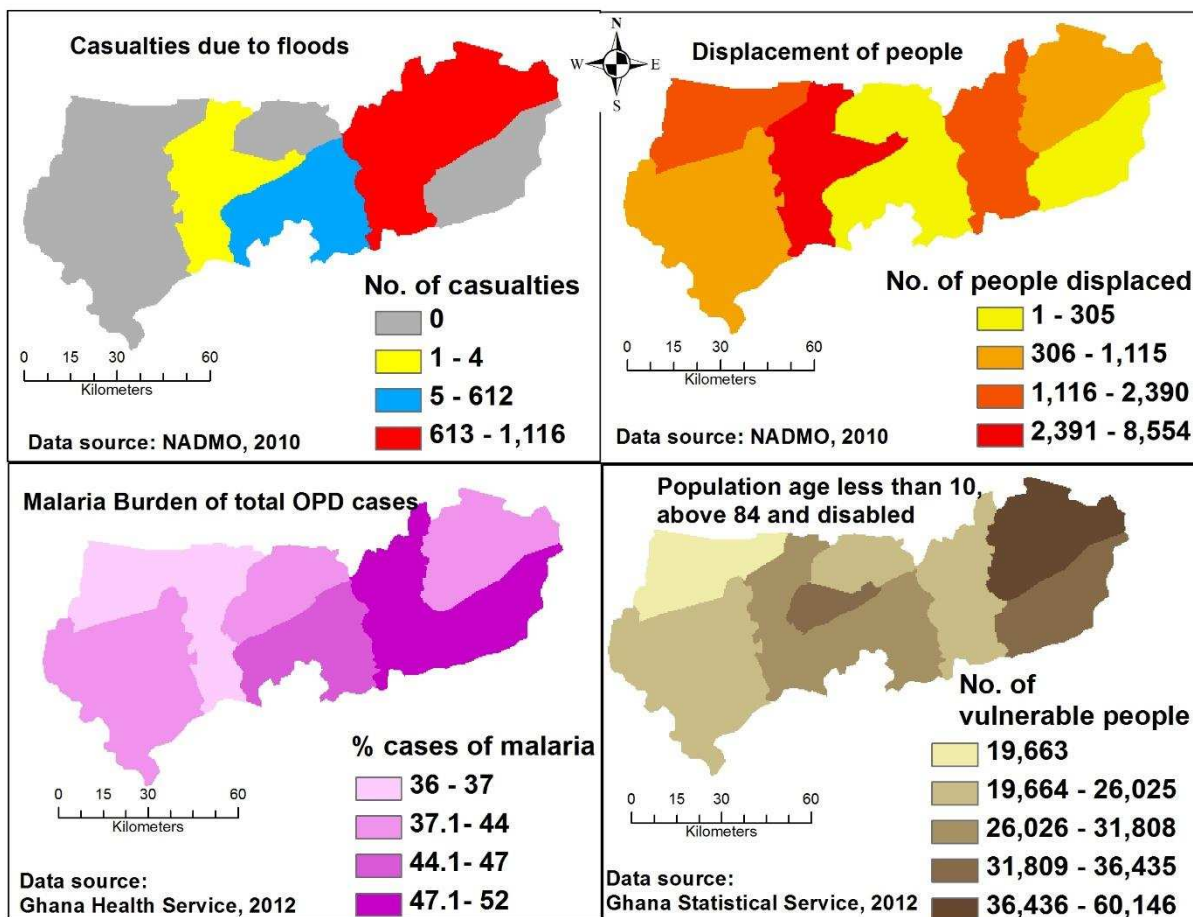 Casualties due to floods
No. of casualties
0
1 - 4
5 - 612
613 - 1,116
0 15 30 60
Kilometers
Data source: NADMO, 2010
N
W E
S
Displacement of people
No. of people displaced
1 - 305
306 - 1,115
1,116 - 2,390
2,391 - 8,554
0 15 30 60
Kilometers
Data source: NADMO, 2010
Malaria Burden of total OPD cases
% cases of malaria
36 - 37
37.1- 44
44.1- 47
47.1- 52
0 15 30 60
Kilometers
Data source:
Ghana Health Service, 2012
Population age less than 10,
above 84 and disabled
No. of
vulnerable people
19,663
19,664 - 26,025
26,026 - 31,808
31,809 - 36,435
36,436 - 60,146
0 15 30 60
Kilometers
Data source:
Ghana Statistical Service, 2012